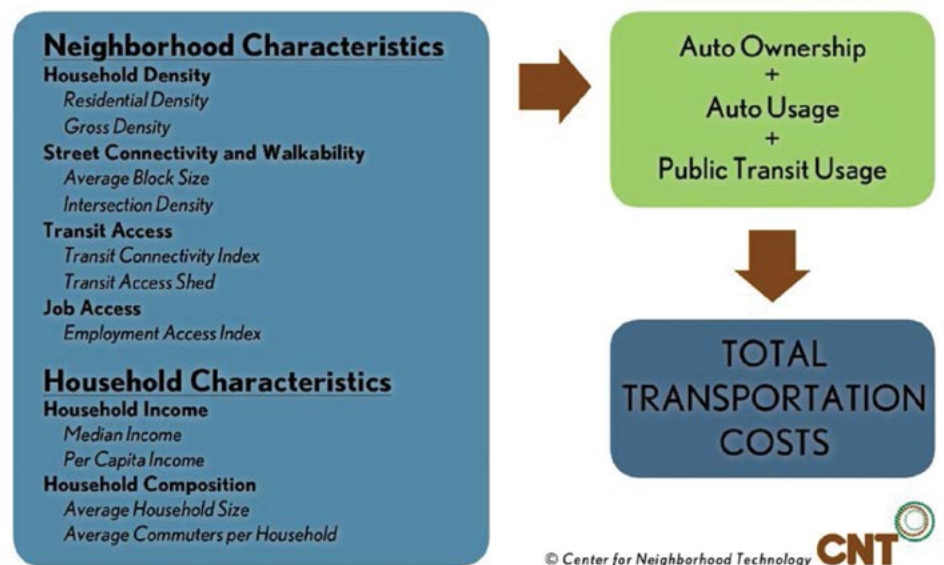 Neighborhood Characteristics
Household Density
Residential Density
Gross Density
Street Connectivity and Walkability
Average Block Size
Intersection Density
Transit Access
Transit Connectivity Index
Transit Access Shed
Job Access
Employment Access Index
Household Characteristics
Household Income
Median Income
Per Capita Income
Household Composition
Average Household Size
Average Commuters per Household
Auto Ownership
+
Auto Usage
+
Public Transit Usage
TOTAL
TRANSPORTATION
COSTS
© Center for Neighborhood Technology CNT